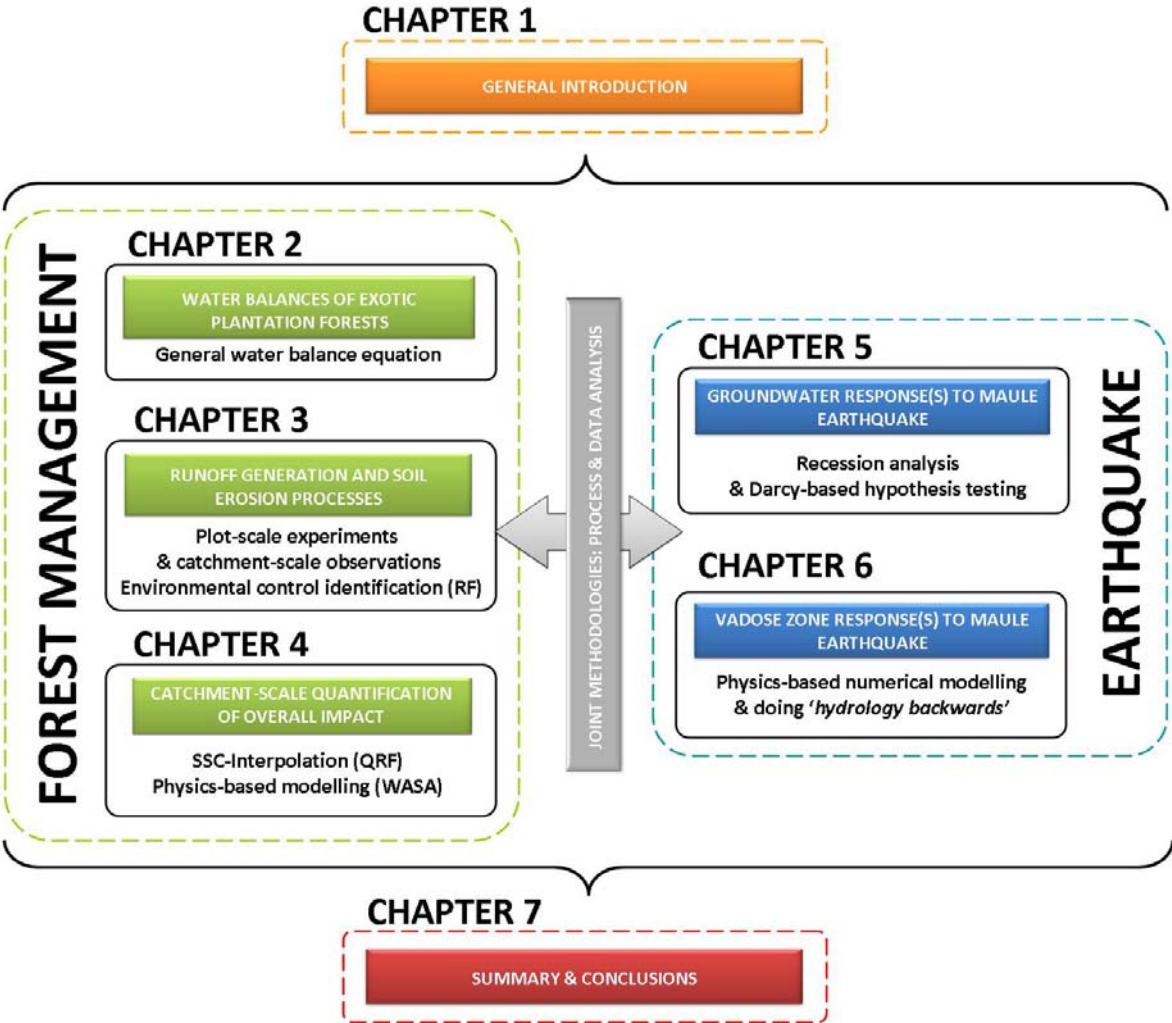 CHAPTER 1
GENERAL INTRODUCTION
FOREST MANAGEMENT
CHAPTER 2
WATER BALANCES OF EXOTIC
PLANTATION FORESTS
General water balance equation
CHAPTER 3
RUNOFF GENERATION AND SOIL
EROSION PROCESSES
Plot-scale experiments
& catchment-scale observations
Environmental control identification (RF)
CHAPTER 4
CATCHMENT-SCALE QUANTIFICATION
OF OVERALL IMPACT
SSC-Interpolation (QRF)
Physics-based modelling (WASA)
JOINT METHODOLOGIES: PROCESS & DATA ANALYSIS
CHAPTER 5
GROUNDWATER RESPONSE(S) TO MAULE
EARTHQUAKE
Recession analysis
& Darcy-based hypothesis testing
CHAPTER 6
VADOSE ZONE RESPONSE(S) TO MAULE
EARTHQUAKE
Physics-based numerical modelling
& doing ‘hydrology backwards’
EARTHQUAKE
CHAPTER 7
SUMMARY & CONCLUSIONS